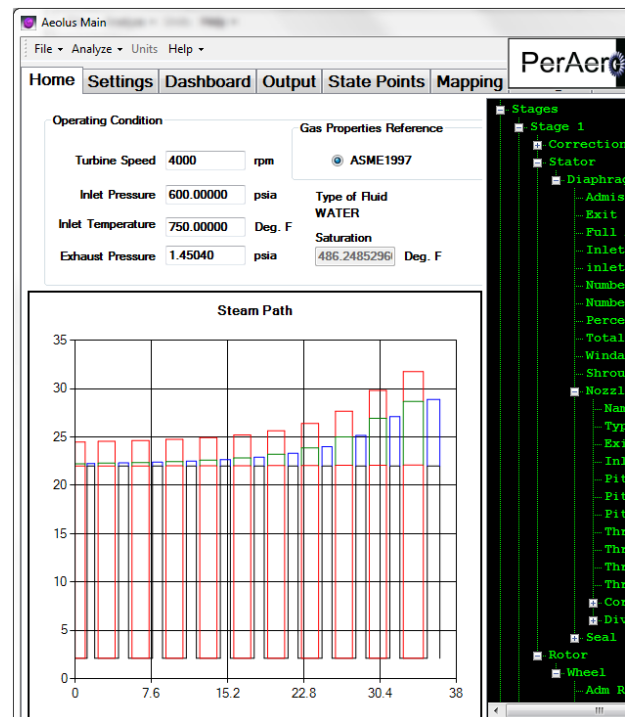 Aeolus Main
File Analyze Units Help
PerAer
Home Settings Dashboard Output State Points Mapping
Operating Condition
Gas Properties Reference
Turbine Speed 4000 rpm
ASME1997
Inlet Pressure 600.00000 psia
Type of Fluid
WATER
Inlet Temperature 750.00000 Deg. F
Saturation
Exhaust Pressure 1.45040 psia
486.2485296 Deg. F
Steam Path
35
30
25
20
15
10
5
0
0 7.6 15.2 22.8 30.4 38
Stages
Stage 1
Correction
Stator
Diaphrag
Admis
Exit
Full
Inlet
inlet
Numbe
Numbe
Perce
Total
Winda
Shrou
Nozzl
Nam
Typ
Exi
Inl
Pit
Pit
Pit
Thr
Thr
Thr
Thr
Cor
Div
Seal
Rotor
Wheel
Adm R